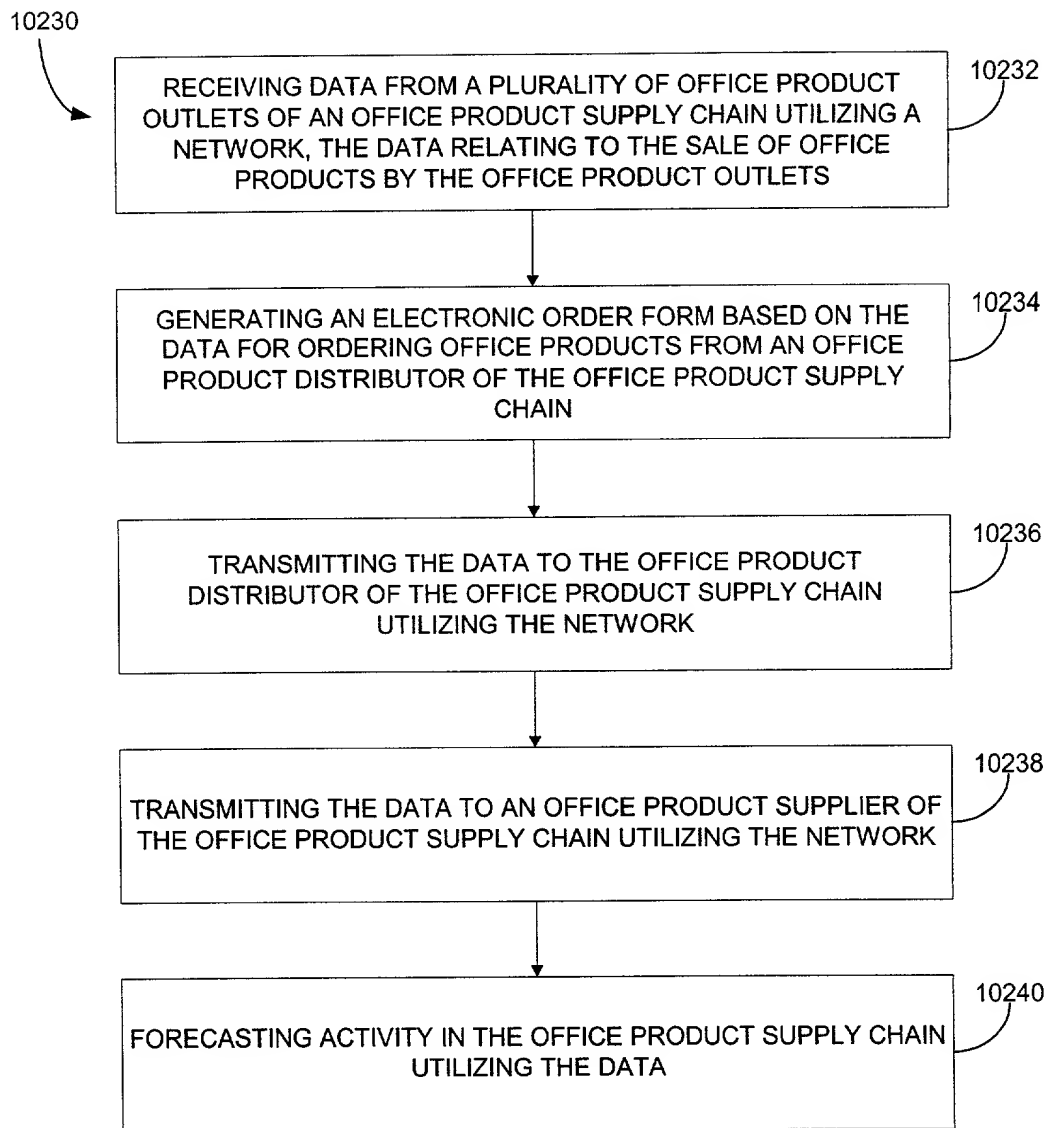 10230
RECEIVING DATA FROM A PLURALITY OF OFFICE PRODUCT
OUTLETS OF AN OFFICE PRODUCT SUPPLY CHAIN UTILIZING A
NETWORK, THE DATA RELATING TO THE SALE OF OFFICE
PRODUCTS BY THE OFFICE PRODUCT OUTLETS
10232
GENERATING AN ELECTRONIC ORDER FORM BASED ON THE
DATA FOR ORDERING OFFICE PRODUCTS FROM AN OFFICE
PRODUCT DISTRIBUTOR OF THE OFFICE PRODUCT SUPPLY
CHAIN
10234
TRANSMITTING THE DATA TO THE OFFICE PRODUCT
DISTRIBUTOR OF THE OFFICE PRODUCT SUPPLY CHAIN
UTILIZING THE NETWORK
10236
TRANSMITTING THE DATA TO AN OFFICE PRODUCT SUPPLIER OF
THE OFFICE PRODUCT SUPPLY CHAIN UTILIZING THE NETWORK
10238
FORECASTING ACTIVITY IN THE OFFICE PRODUCT SUPPLY CHAIN
UTILIZING THE DATA
10240